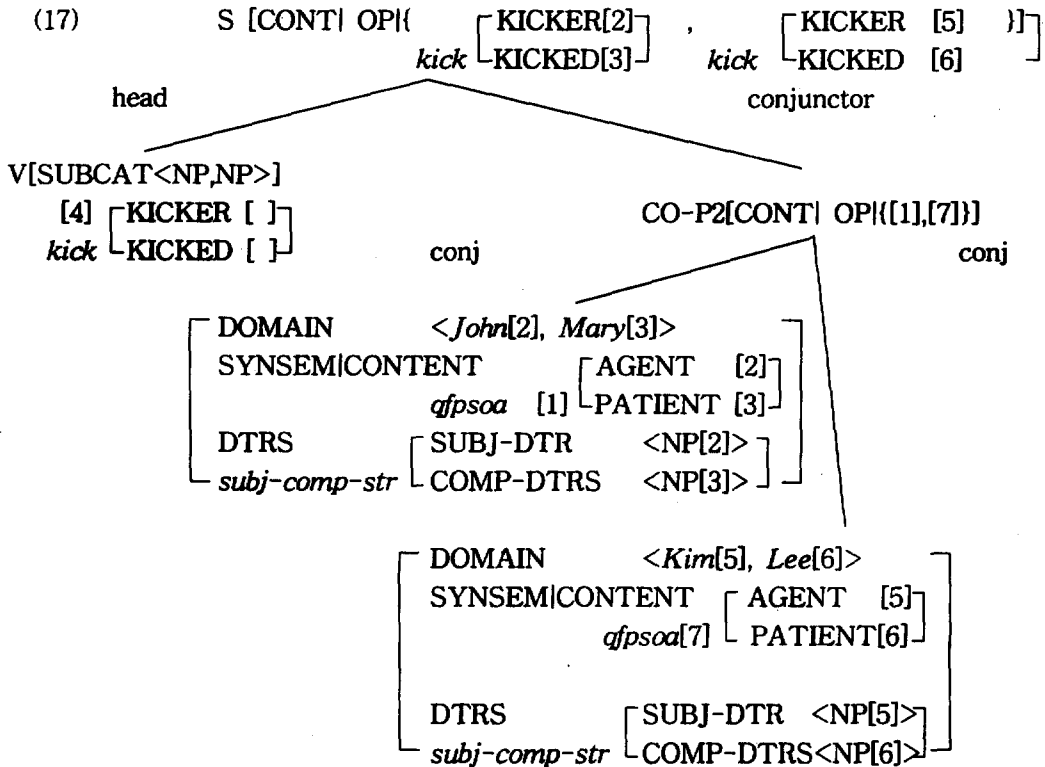 (17) S [CONT| OP|{ KICKER[2] , KICKER [5] }]
kick KICKED[3] kick KICKED [6]
head conjunctor
V[SUBCAT<NP,NP>]
[4] KICKER [ ] CO-P2[CONT| OP|{[1],[7]}]
kick KICKED [ ] conj conj
DOMAIN <John[2], Mary[3]>
SYNSEM|CONTENT AGENT [2]
qfpsoa [1] PATIENT [3]
DTRS SUBJ-DTR <NP[2]>
subj-comp-str COMP-DTRS <NP[3]>
DOMAIN <Kim[5], Lee[6]>
SYNSEM|CONTENT AGENT [5]
qfpsoa[7] PATIENT[6]
DTRS SUBJ-DTR <NP[5]>
subj-comp-str COMP-DTRS<NP[6]>